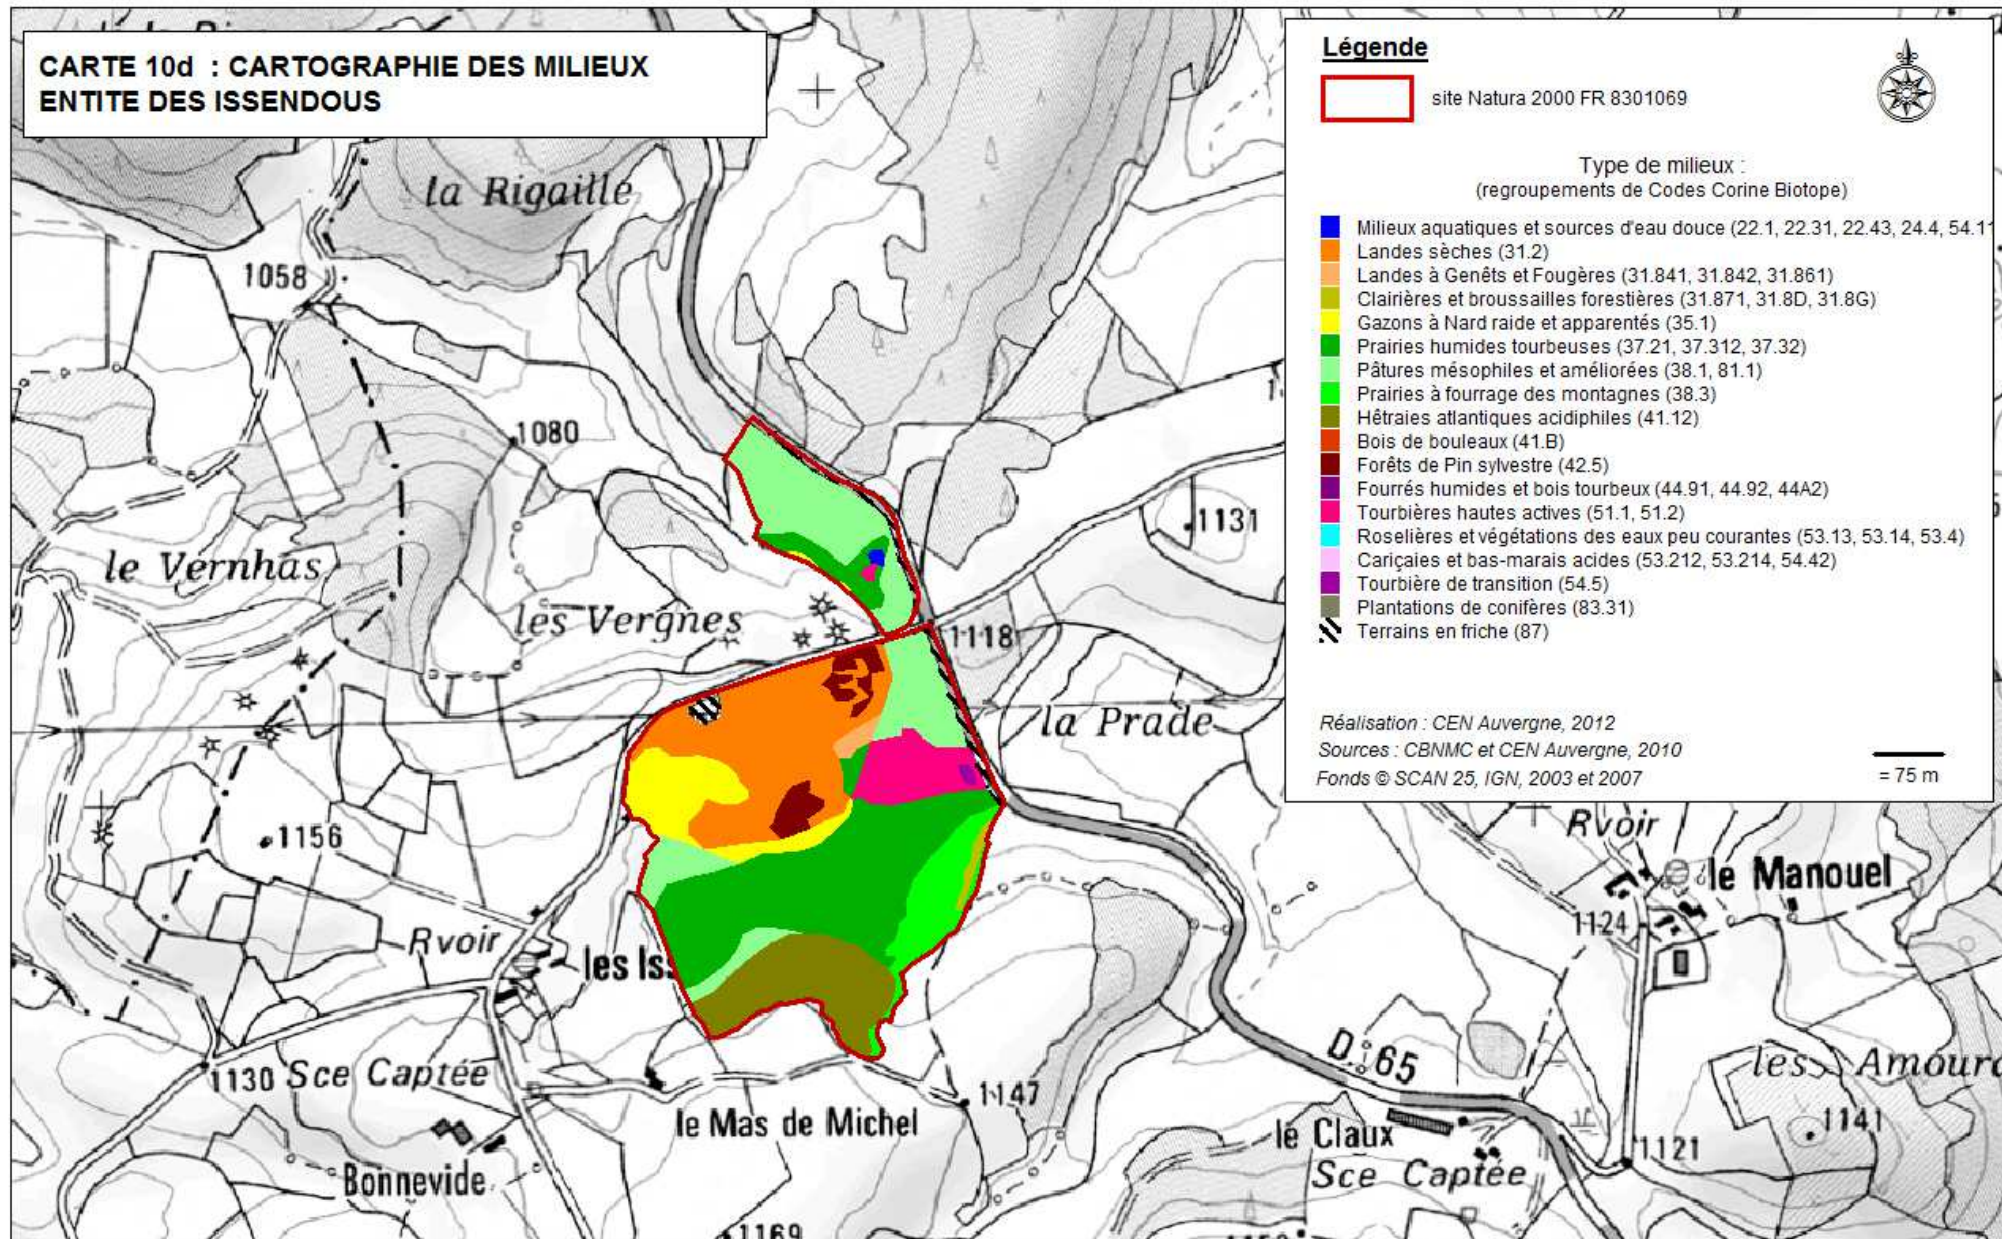 CARTE 10d : CARTOGRAPHIE DES MILIEUX
ENTITE DES ISSENDOUS
Légende
site Natura 2000 FR 8301069
Type de milieux :
(regroupements de Codes Corine Biotope)
Milieux aquatiques et sources d'eau douce (22.1, 22.31, 22.43, 24.4, 54.11
Landes sèches (31.2)
Landes à Genêts et Fougères (31.841, 31.842, 31.861)
Clairières et broussailles forestières (31.871, 31.8D, 31.8G)
Gazons à Nard raide et apparentés (35.1)
Prairies humides tourbeuses (37.21, 37.312, 37.32)
Pâtures mésophiles et améliorées (38.1, 81.1)
Prairies à fourrage des montagnes (38.3)
Hêtraies atlantiques acidiphiles (41.12)
Bois de bouleaux (41.B)
Forêts de Pin sylvestre (42.5)
Fourrés humides et bois tourbeux (44.91, 44.92, 44A2)
Tourbières hautes actives (51.1, 51.2)
Roselières et végétations des eaux peu courantes (53.13, 53.14, 53.4)
Cariçaies et bas-marais acides (53.212, 53.214, 54.42)
Tourbière de transition (54.5)
Plantations de conifères (83.31)
Terrains en friche (87)
Réalisation : CEN Auvergne, 2012
Sources : CBNMC et CEN Auvergne, 2010
Fonds © SCAN 25, IGN, 2003 et 2007
= 75 m
la Rigaille
1058
1080
1131
le Vernhas
les Vergnes
1118
la Prade
1156
Rvoir
le Manouel
1124
Rvoir
les Iss
D. 65
les Amour
1130
Sce Captée
1147
1141
le Mas de Michel
le Claux
1121
Sce Captée
Bonnevide
1169